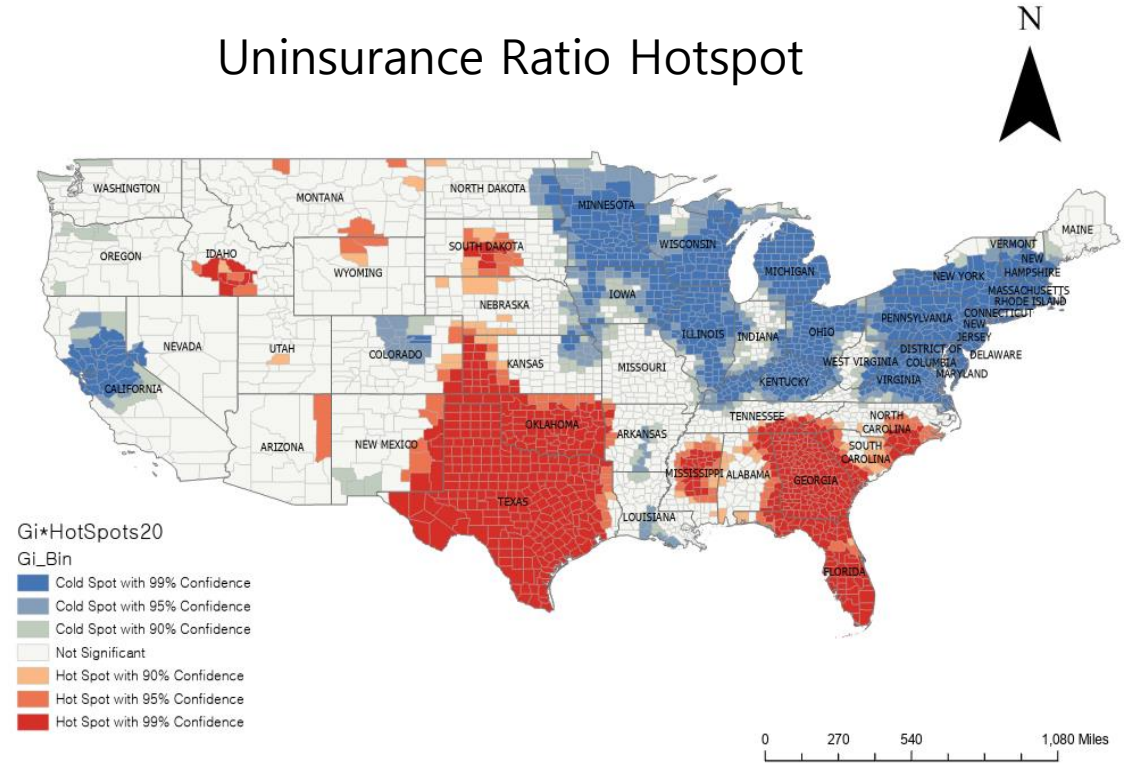 N
Uninsurance Ratio Hotspot
WASHINGTON
MONTANA
NORTH DAKOTA
MINNESOTA
MAINE
OREGON
IDAHO
SOUTH DAKOTA
WISCONSIN
VERMONT
NEW
HAMPSHIRE
WYOMING
MICHIGAN
NEW YORK
MASSACHUSETTS
RHODE ISLAND
CONNECTICUT
IOWA
NEBRASKA
PENNSYLVANIA
NEW
JERSEY
NEVADA
UTAH
COLORADO
ILLINOIS
INDIANA
OHIO
DISTRICT OF
COLUMBIA
DELAWARE
MARYLAND
KANSAS
MISSOURI
WEST VIRGINIA
VIRGINIA
CALIFORNIA
KENTUCKY
TENNESSEE
NORTH
CAROLINA
ARIZONA
NEW MEXICO
OKLAHOMA
ARKANSAS
SOUTH
CAROLINA
MISSISSIPPI
ALABAMA
GEORGIA
TEXAS
LOUISIANA
FLORIDA
Gi*HotSpots20
Gi_Bin
Cold Spot with 99% Confidence
Cold Spot with 95% Confidence
Cold Spot with 90% Confidence
Not Significant
Hot Spot with 90% Confidence
Hot Spot with 95% Confidence
Hot Spot with 99% Confidence
0 270 540 1,080 Miles